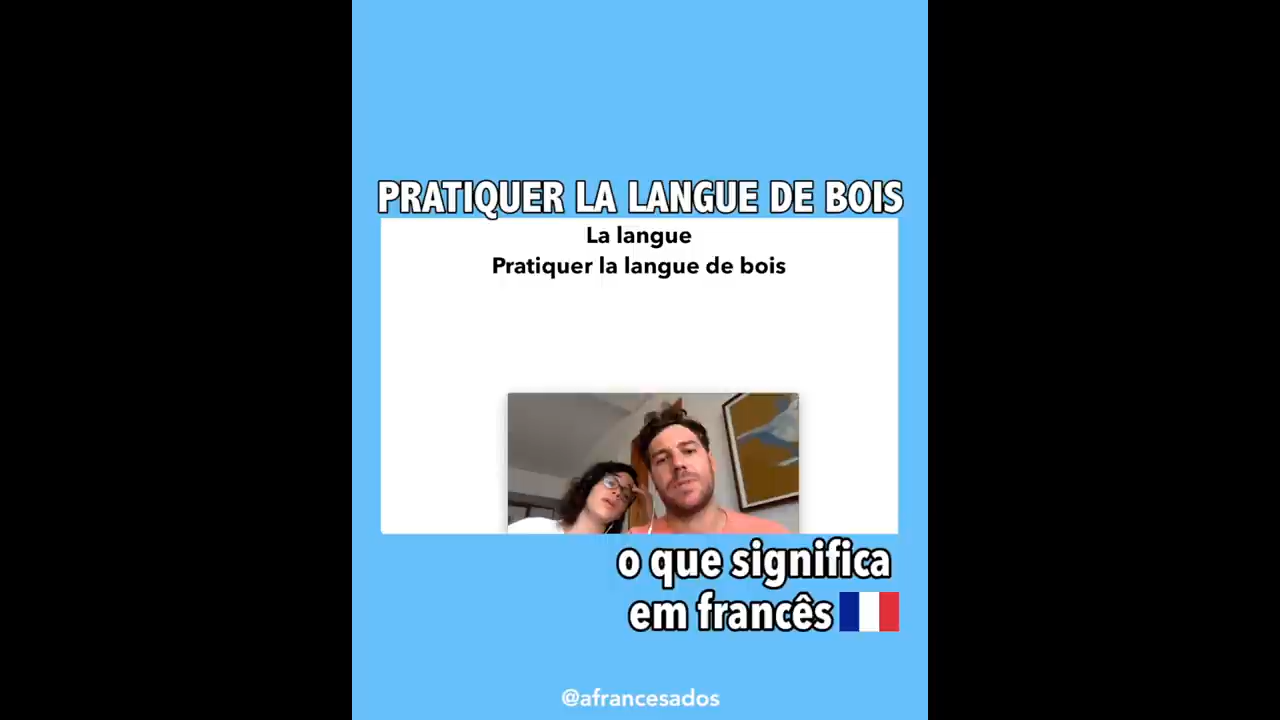 PRATIQUER LA LANGUE DE BOIS
La langue
Pratiquer la langue de bois
o que significa
em francês
@afrancesados